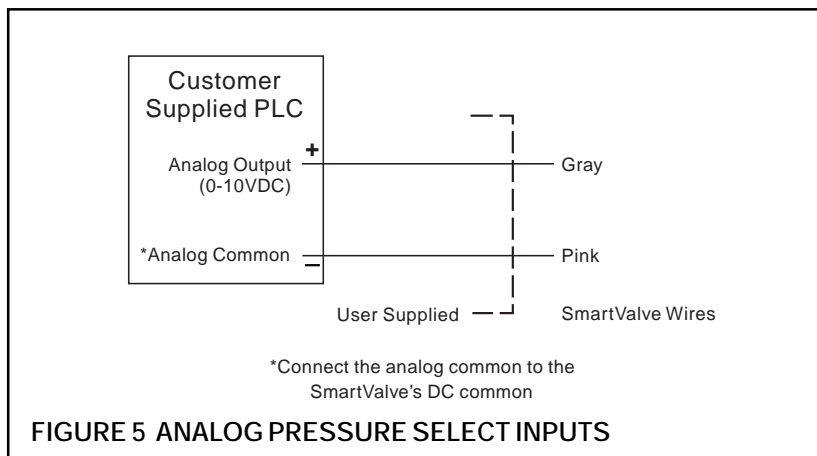 Customer
Supplied PLC
+
Analog Output
(0-10VDC)
Gray
*Analog Common
–
Pink
User Supplied
SmartValve Wires
*Connect the analog common to the
SmartValve's DC common
FIGURE 5 ANALOG PRESSURE SELECT INPUTS